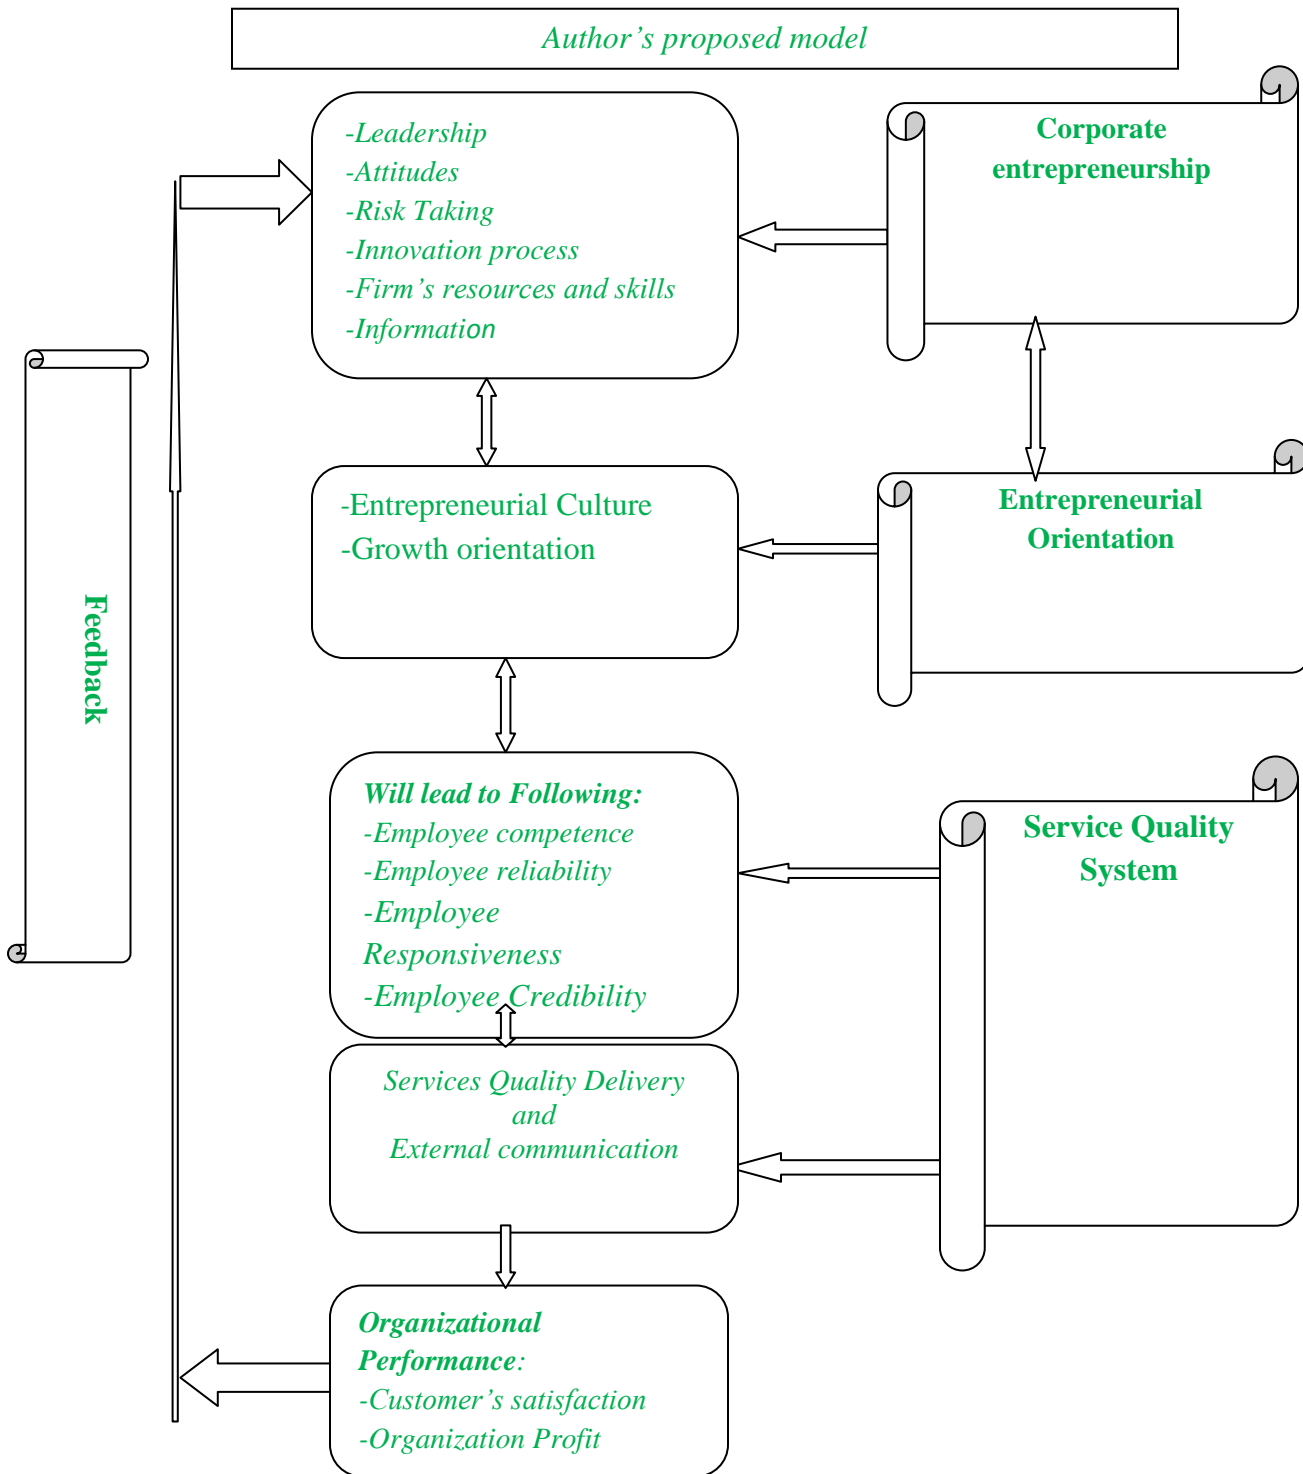 Author’s proposed model
-Leadership
-Attitudes
-Risk Taking
-Innovation process
-Firm’s resources and skills
-Information
Corporate
entrepreneurship
-Entrepreneurial Culture
-Growth orientation
Entrepreneurial
Orientation
Feedback
Will lead to Following:
-Employee competence
-Employee reliability
-Employee
Responsiveness
-Employee Credibility
Service Quality
System
Services Quality Delivery
and
External communication
Organizational
Performance:
-Customer’s satisfaction
-Organization Profit